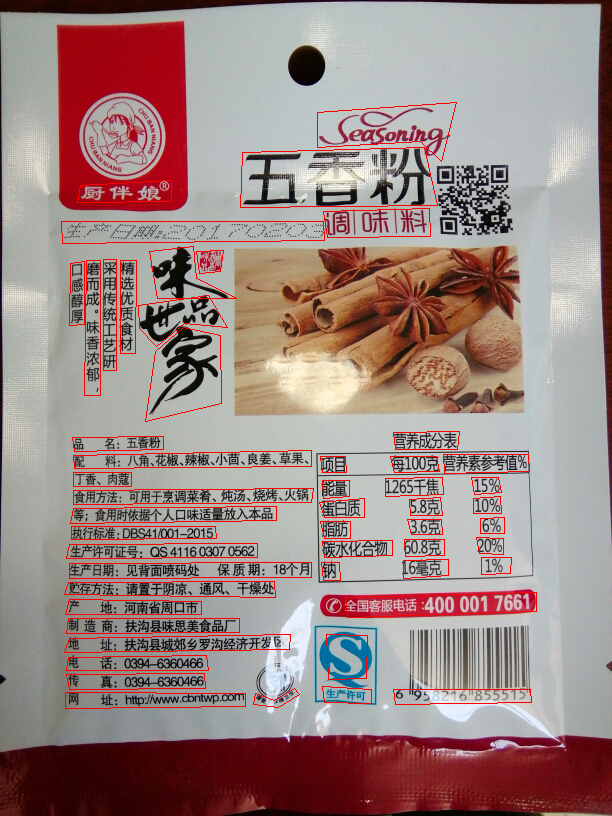 CHU BAN NIANG
CHU BAN NIANG
厨伴娘®
Seasoning
五香粉
调味料
生产日期:20170203
味品世家
精选优质食材
采用传统工艺研
磨而成。味香浓郁，
口感醇厚
品 名：五香粉
配 料：八角、花椒、辣椒、小茴、良姜、草果、
丁香、肉蔻
食用方法：可用于烹调菜肴、炖汤、烧烤、火锅
等；食用时依据个人口味适量放入本品
执行标准：DBS41/001-2015
生产许可证号：QS 4116 0307 0562
生产日期：见背面喷码处 保质期：18个月
贮存方法：请置于阴凉、通风、干燥处
产 地：河南省周口市
制造商：扶沟县味思美食品厂
地 址：扶沟县城郊乡罗沟经济开发区
电 话：0394-6360466
传 真：0394-6360466
网 址：http://www.cbntwp.com
营养成分表
项目 每100克 营养素参考值%
能量 1265千焦 15%
蛋白质 5.8克 10%
脂肪 3.6克 6%
碳水化合物 60.8克 20%
钠 16毫克 1%
全国客服电话：400 001 7661
S
生产许可
6 958216 855515